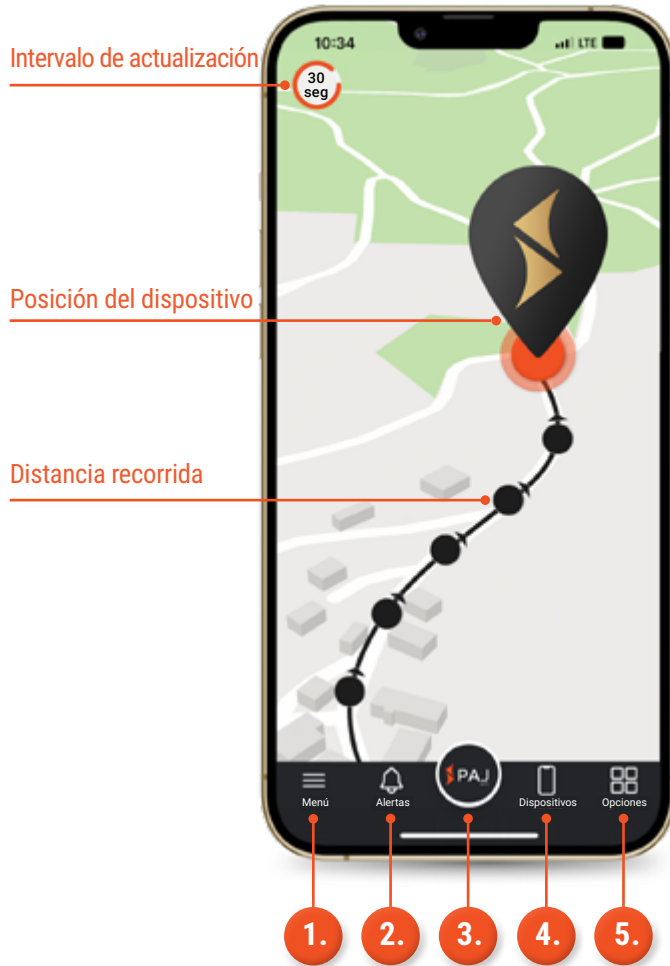 10:34
LTE
Intervalo de actualización
30
seg
Posición del dispositivo
Distancia recorrida
PAJ
Menú
Alertas
Dispositivos
Opciones
1.
2.
3.
4.
5.